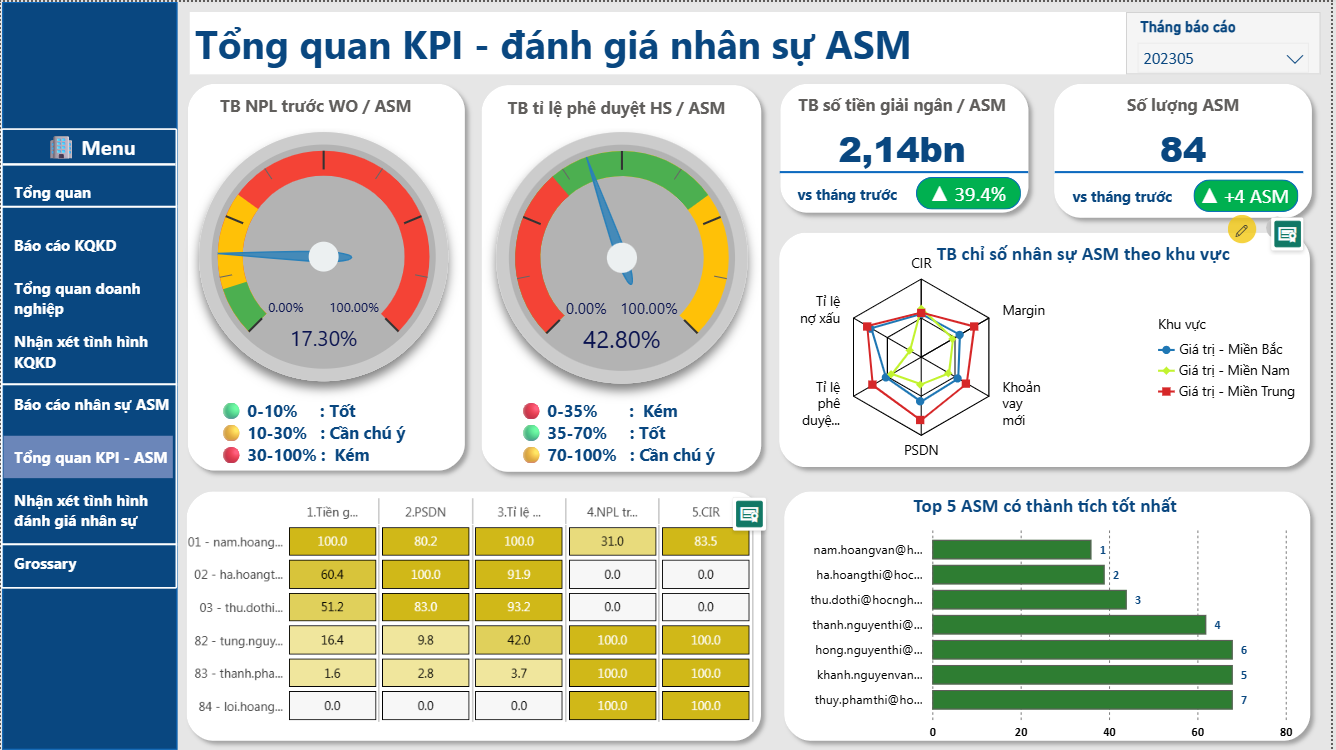 Tổng quan KPI - đánh giá nhân sự ASM
Tháng báo cáo
202305
Menu
Tổng quan
Báo cáo KQKD
Tổng quan doanh
nghiệp
Nhận xét tình hình
KQKD
Báo cáo nhân sự ASM
Tổng quan KPI - ASM
Nhận xét tình hình
đánh giá nhân sự
Grossary
TB NPL trước WO / ASM
0.00%
100.00%
17.30%
0-10% : Tốt
10-30% : Cần chú ý
30-100% : Kém
TB tỉ lệ phê duyệt HS / ASM
0.00%
100.00%
42.80%
0-35% : Kém
35-70% : Tốt
70-100% : Cần chú ý
TB số tiền giải ngân / ASM
2,14bn
vs tháng trước ▲ 39.4%
Số lượng ASM
84
vs tháng trước ▲ +4 ASM
TB chỉ số nhân sự ASM theo khu vực
CIR
Margin
Khoản
vay
mới
PSDN
Tỉ lệ
phê
duyệ...
Tỉ lệ
nợ xấu
Khu vực
Giá trị - Miền Bắc
Giá trị - Miền Nam
Giá trị - Miền Trung
1.Tiền g... 2.PSDN 3.Tỉ lệ ... 4.NPL tr... 5.CIR
01 - nam.hoang... 100.0 80.2 100.0 31.0 83.5
02 - ha.hoangt... 60.4 100.0 91.9 0.0 0.0
03 - thu.dothi... 51.2 83.0 93.2 0.0 0.0
82 - tung.nguy... 16.4 9.8 42.0 100.0 100.0
83 - thanh.pha... 1.6 2.8 3.7 100.0 100.0
84 - loi.hoang... 0.0 0.0 0.0 100.0 100.0
Top 5 ASM có thành tích tốt nhất
nam.hoangvan@h... 1
ha.hoangthi@hoc... 2
thu.dothi@hocngh... 3
thanh.nguyenthi@... 4
hong.nguyenthi@... 6
khanh.nguyenvan... 5
thuy.phamthi@ho... 7
0 20 40 60 80